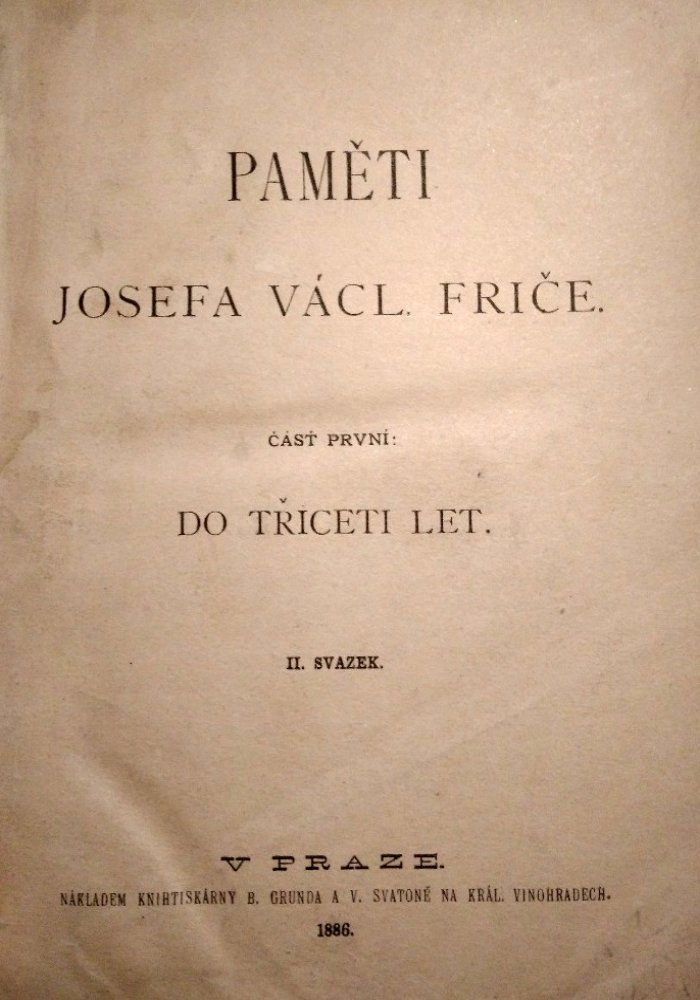 PAMĚTI
JOSEFA VÁCL. FRIČE.
ČÁSŤ PRVNÍ:
DO TŘICETI LET.
II. SVAZEK.
V PRAZE.
NÁKLADEM KNIHTISKÁRNY B. GRUNDA A V. SVATONĚ NA KRÁL. VINOHRADECH.
1886.